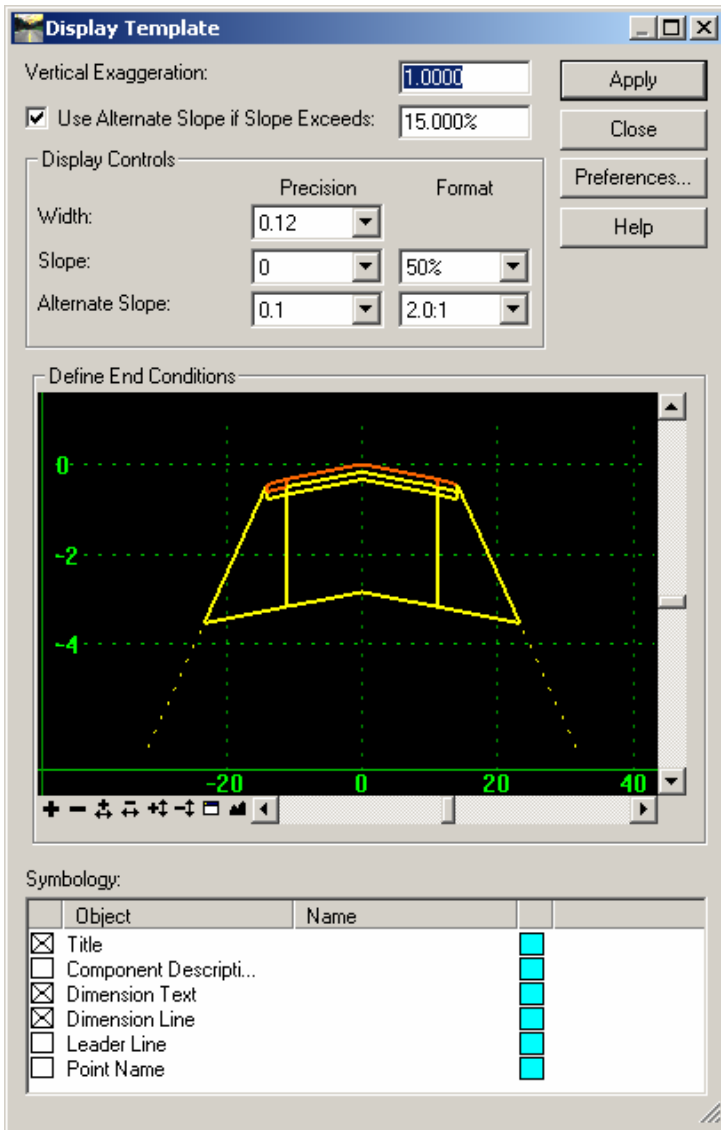 Display Template
Vertical Exaggeration: 1.0000 Apply
Use Alternate Slope if Slope Exceeds: 15.000% Close
Display Controls Preferences...
Precision Format
Width: 0.12 Help
Slope: 0 50%
Alternate Slope: 0.1 2.0:1
Define End Conditions
0
-2
-4
-20 0 20 40
Symbology:
Object Name
Title
Component Descripti...
Dimension Text
Dimension Line
Leader Line
Point Name